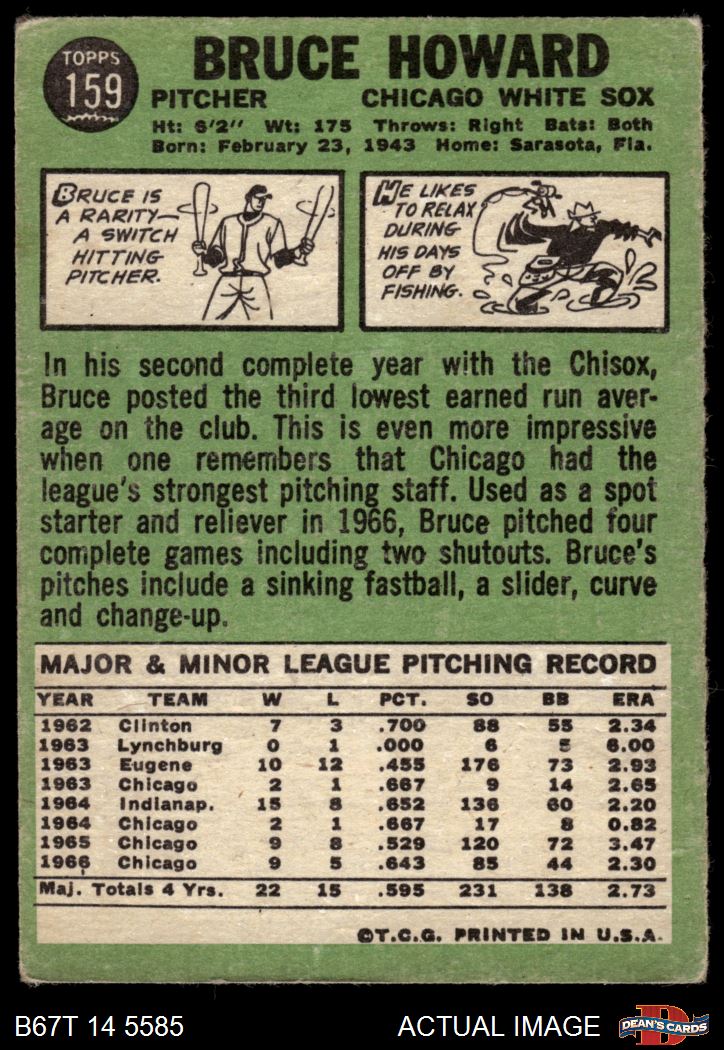 TOPPS
159
BRUCE HOWARD
PITCHER CHICAGO WHITE SOX
Ht: 6'2" Wt: 175 Throws: Right Bats: Both
Born: February 23, 1943 Home: Sarasota, Fla.
BRUCE IS
A RARITY—
A SWITCH
HITTING
PITCHER.
HE LIKES
TO RELAX
DURING
HIS DAYS
OFF BY
FISHING.
In his second complete year with the Chisox,
Bruce posted the third lowest earned run aver-
age on the club. This is even more impressive
when one remembers that Chicago had the
league's strongest pitching staff. Used as a spot
starter and reliever in 1966, Bruce pitched four
complete games including two shutouts. Bruce's
pitches include a sinking fastball, a slider, curve
and change-up.
MAJOR & MINOR LEAGUE PITCHING RECORD
YEAR TEAM W L PCT. SO BB ERA
1962 Clinton 7 3 .700 88 55 2.34
1963 Lynchburg 0 1 .000 6 5 6.00
1963 Eugene 10 12 .455 176 73 2.93
1963 Chicago 2 1 .667 9 14 2.65
1964 Indianap. 15 8 .652 136 60 2.20
1964 Chicago 2 1 .667 17 8 0.82
1965 Chicago 9 8 .529 120 72 3.47
1966 Chicago 9 5 .643 85 44 2.30
Maj. Totals 4 Yrs. 22 15 .595 231 138 2.73
©T.C.G. PRINTED IN U.S.A.
B67T 14 5585 ACTUAL IMAGE
D
DEAN'S CARDS